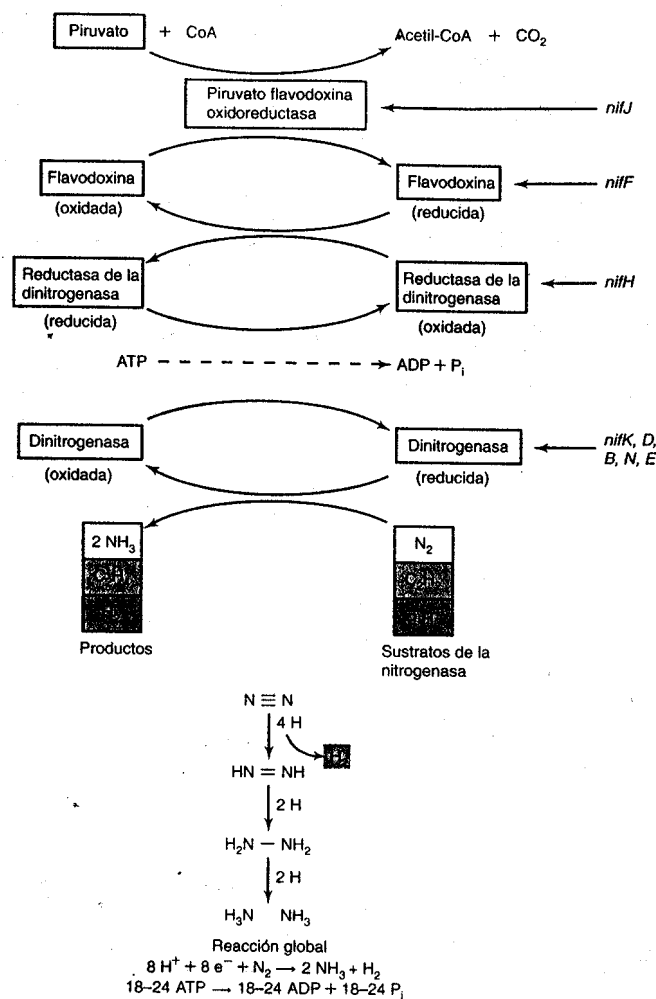 Piruvato + CoA Acetil-CoA + CO₂
Piruvato flavodoxina
oxidoreductasa
nifJ
Flavodoxina
(oxidada)
Flavodoxina
(reducida)
nifF
Reductasa de la
dinitrogenasa
(reducida)
Reductasa de la
dinitrogenasa
(oxidada)
nifH
ATP ADP + Pᵢ
Dinitrogenasa
(oxidada)
Dinitrogenasa
(reducida)
nifK, D,
B, N, E
2 NH₃
Productos
N₂
Sustratos de la
nitrogenasa
N ≡ N
4 H
H₂
HN = NH
2 H
H₂N – NH₂
2 H
H₃N NH₃
Reacción global
8 H⁺ + 8 e⁻ + N₂ → 2 NH₃ + H₂
18–24 ATP → 18–24 ADP + 18–24 Pᵢ